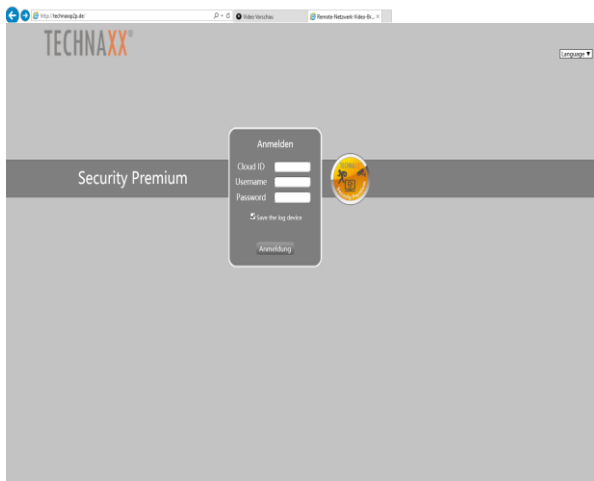 http://technaxxp2p.de/
Video Vorschau
Remote-Netzwerk-Video-Br...
TECHNAXX®
Language
Anmelden
Cloud ID
Username
Password
Save the log device
Anmeldung
Security Premium